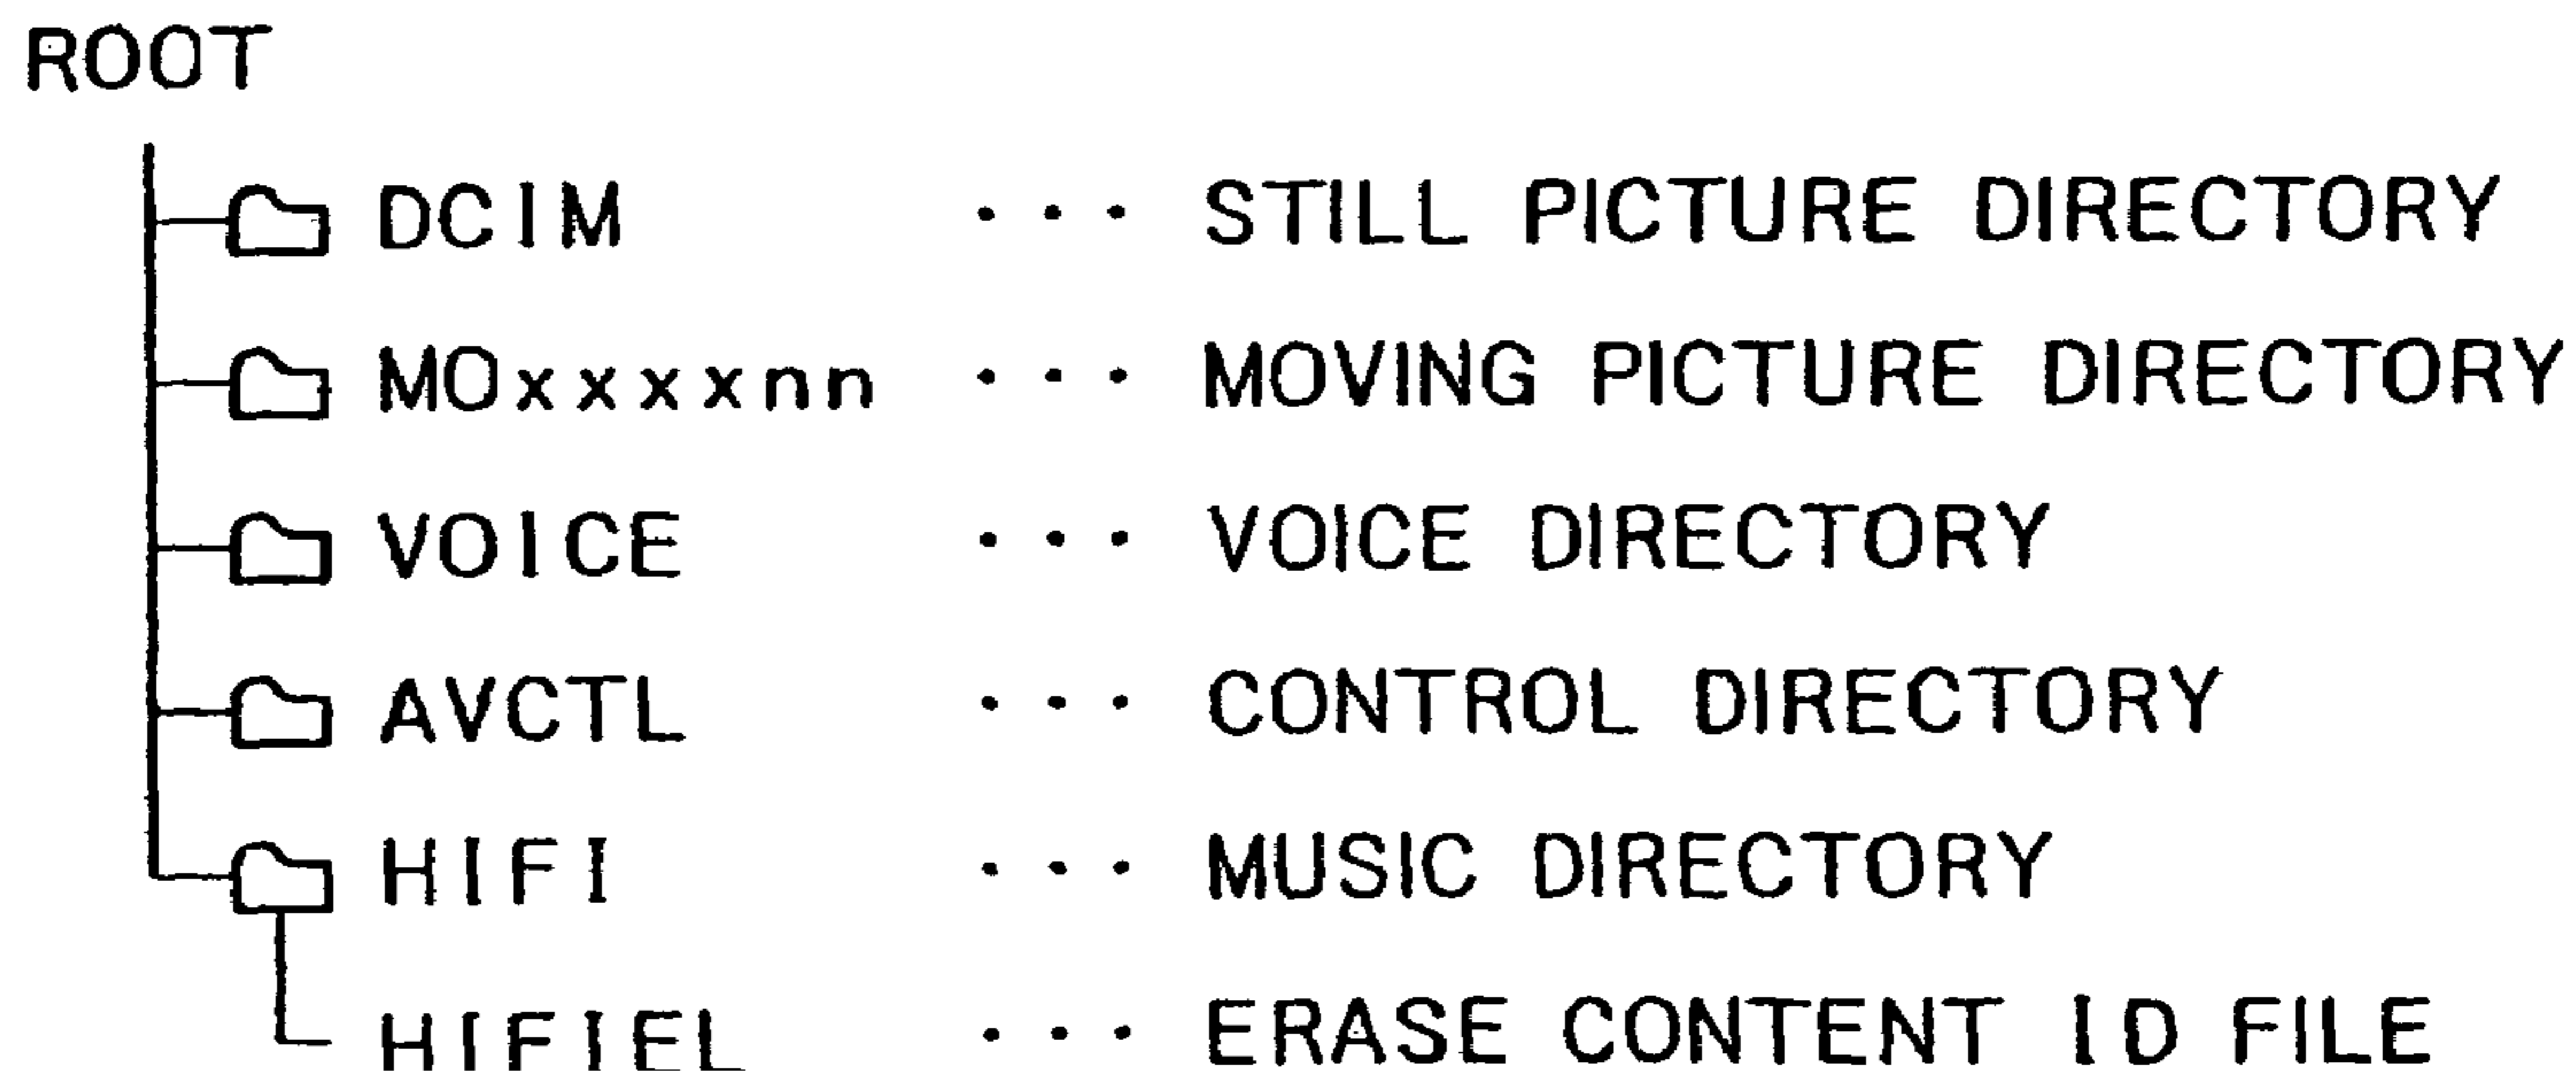 ROOT
DCIM ... STILL PICTURE DIRECTORY
MOxxxxnn ... MOVING PICTURE DIRECTORY
VOICE ... VOICE DIRECTORY
AVCTL ... CONTROL DIRECTORY
HIFI ... MUSIC DIRECTORY
HIFIEL ... ERASE CONTENT ID FILE